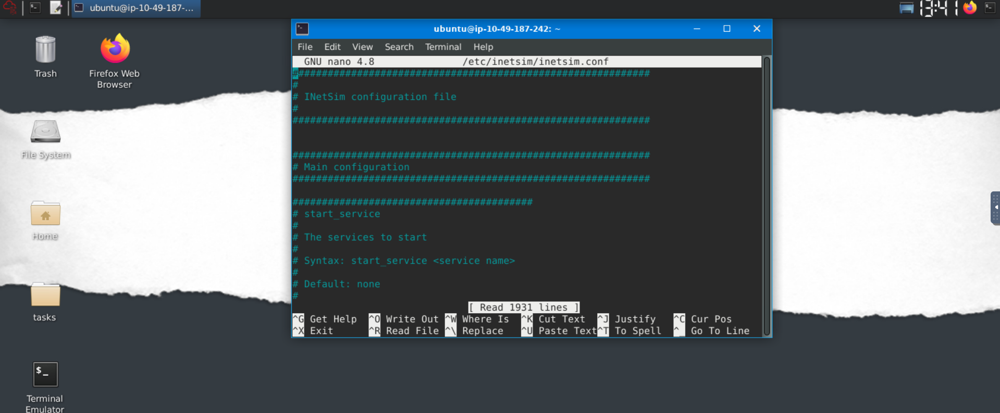 ubuntu@ip-10-49-187-...
13:41
Trash
Firefox Web
Browser
File System
Home
tasks
Terminal
Emulator
ubuntu@ip-10-49-187-242: ~
File Edit View Search Terminal Help
GNU nano 4.8 /etc/inetsim/inetsim.conf
#############################################################
#
# INetSim configuration file
#
#############################################################
#############################################################
# Main configuration
#############################################################
#########################################
# start_service
#
# The services to start
#
# Syntax: start_service <service name>
#
# Default: none
#
[ Read 1931 lines ]
^G Get Help ^O Write Out ^W Where Is ^K Cut Text ^J Justify ^C Cur Pos
^X Exit ^R Read File ^\ Replace ^U Paste Text ^T To Spell ^_ Go To Line